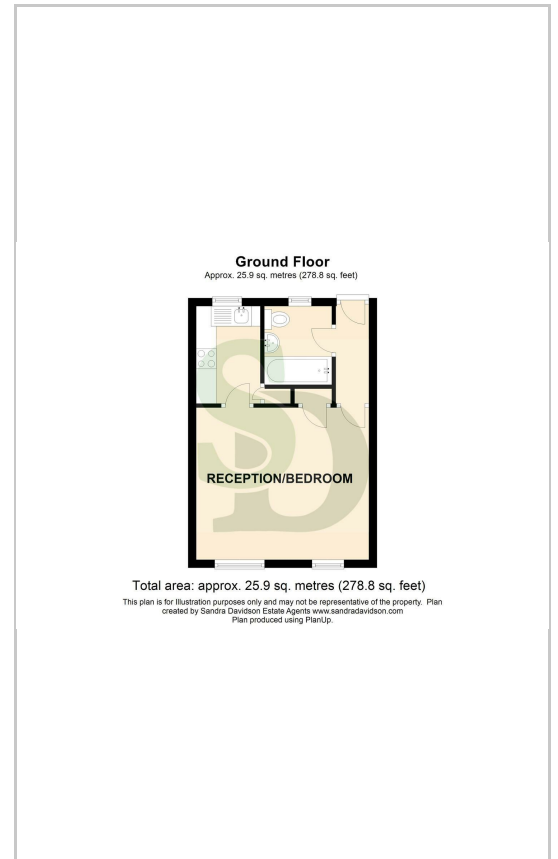 Ground Floor
Approx. 25.9 sq. metres (278.8 sq. feet)
RECEPTION/BEDROOM
Total area: approx. 25.9 sq. metres (278.8 sq. feet)
This plan is for Illustration purposes only and may not be representative of the property. Plan
created by Sandra Davidson Estate Agents www.sandradavidson.com
Plan produced using PlanUp.
SD